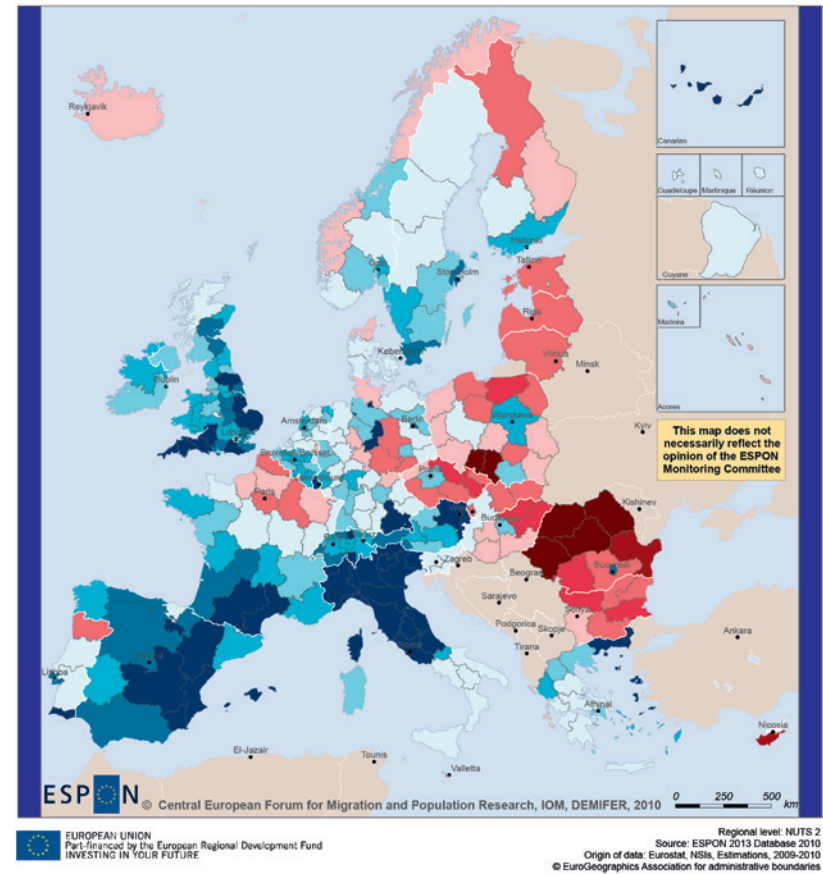 Reykjavik
Canarias
Guadeloupe
Martinique
Réunion
Guyane
Helsinki
Tallinn
Stockholm
Madeira
Riga
Acores
Vilnius
Minsk
Dublin
Berlin
Amsterdam
Warszawa
This map does not
necessarily reflect the
opinion of the ESPON
Monitoring Committee
Kyiv
Paris
Kishinev
Zagreb
Beograd
Bucuresti
Sarajevo
Sofiya
Podgorica
Skopje
Ankara
Tirana
Lisboa
Athinai
Nicosia
El-Jazair
Tounis
Valletta
ESPON © Central European Forum for Migration and Population Research, IOM, DEMIFER, 2010
0 250 500
km
EUROPEAN UNION
Part-financed by the European Regional Development Fund
INVESTING IN YOUR FUTURE
Regional level: NUTS 2
Source: ESPON 2013 Database 2010
Origin of data: Eurostat, NSIs, Estimations, 2009-2010
© EuroGeographics Association for administrative boundaries